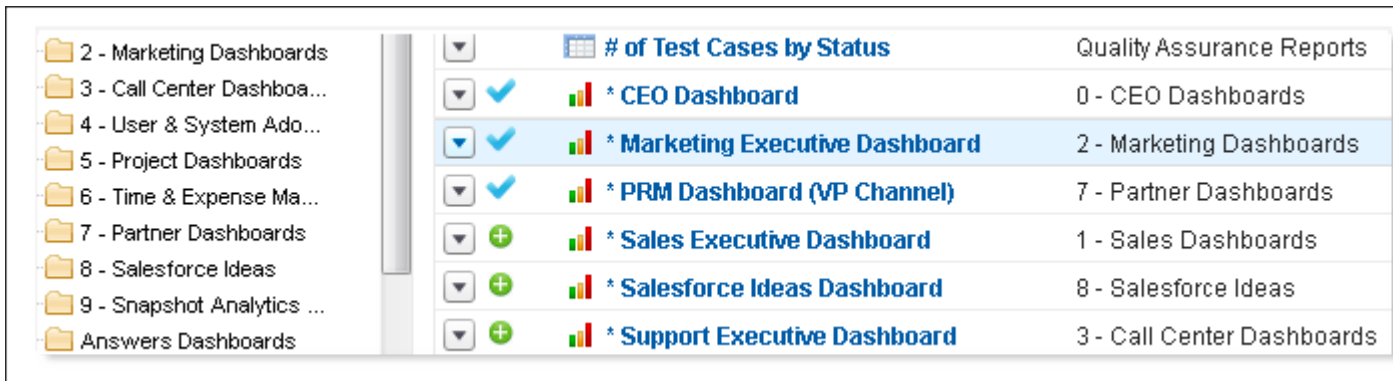 2 - Marketing Dashboards
3 - Call Center Dashboa...
4 - User & System Ado...
5 - Project Dashboards
6 - Time & Expense Ma...
7 - Partner Dashboards
8 - Salesforce Ideas
9 - Snapshot Analytics ...
Answers Dashboards
# of Test Cases by Status Quality Assurance Reports
* CEO Dashboard 0 - CEO Dashboards
* Marketing Executive Dashboard 2 - Marketing Dashboards
* PRM Dashboard (VP Channel) 7 - Partner Dashboards
* Sales Executive Dashboard 1 - Sales Dashboards
* Salesforce Ideas Dashboard 8 - Salesforce Ideas
* Support Executive Dashboard 3 - Call Center Dashboards